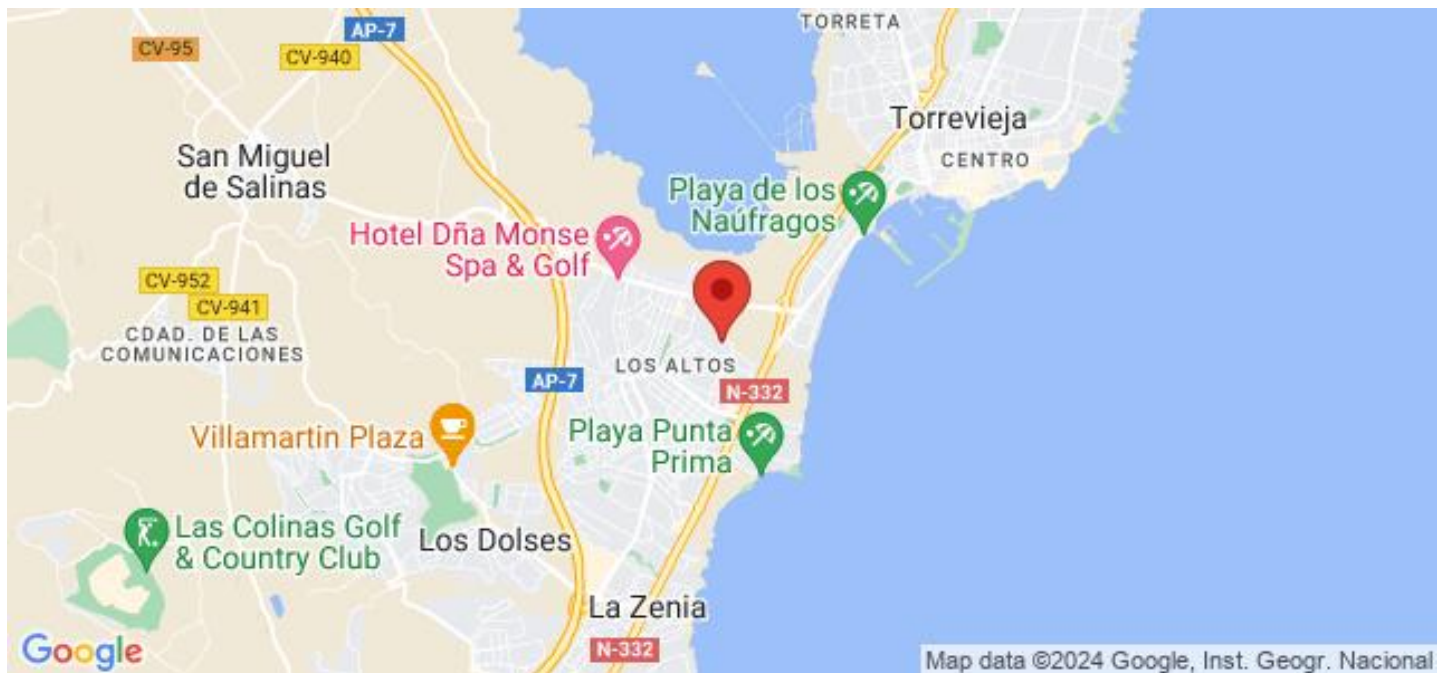 TORRETA
AP-7
CV-95
CV-940
Torrevieja
CENTRO
San Miguel
de Salinas
Playa de los
Naúfragos
Hotel Dña Monse
Spa & Golf
CV-952
CV-941
CDAD. DE LAS
COMUNICACIONES
LOS ALTOS
AP-7
N-332
Villamartin Plaza
Playa Punta
Prima
Las Colinas Golf
& Country Club
Los Dolses
La Zenia
N-332
Google
Map data ©2024 Google, Inst. Geogr. Nacional